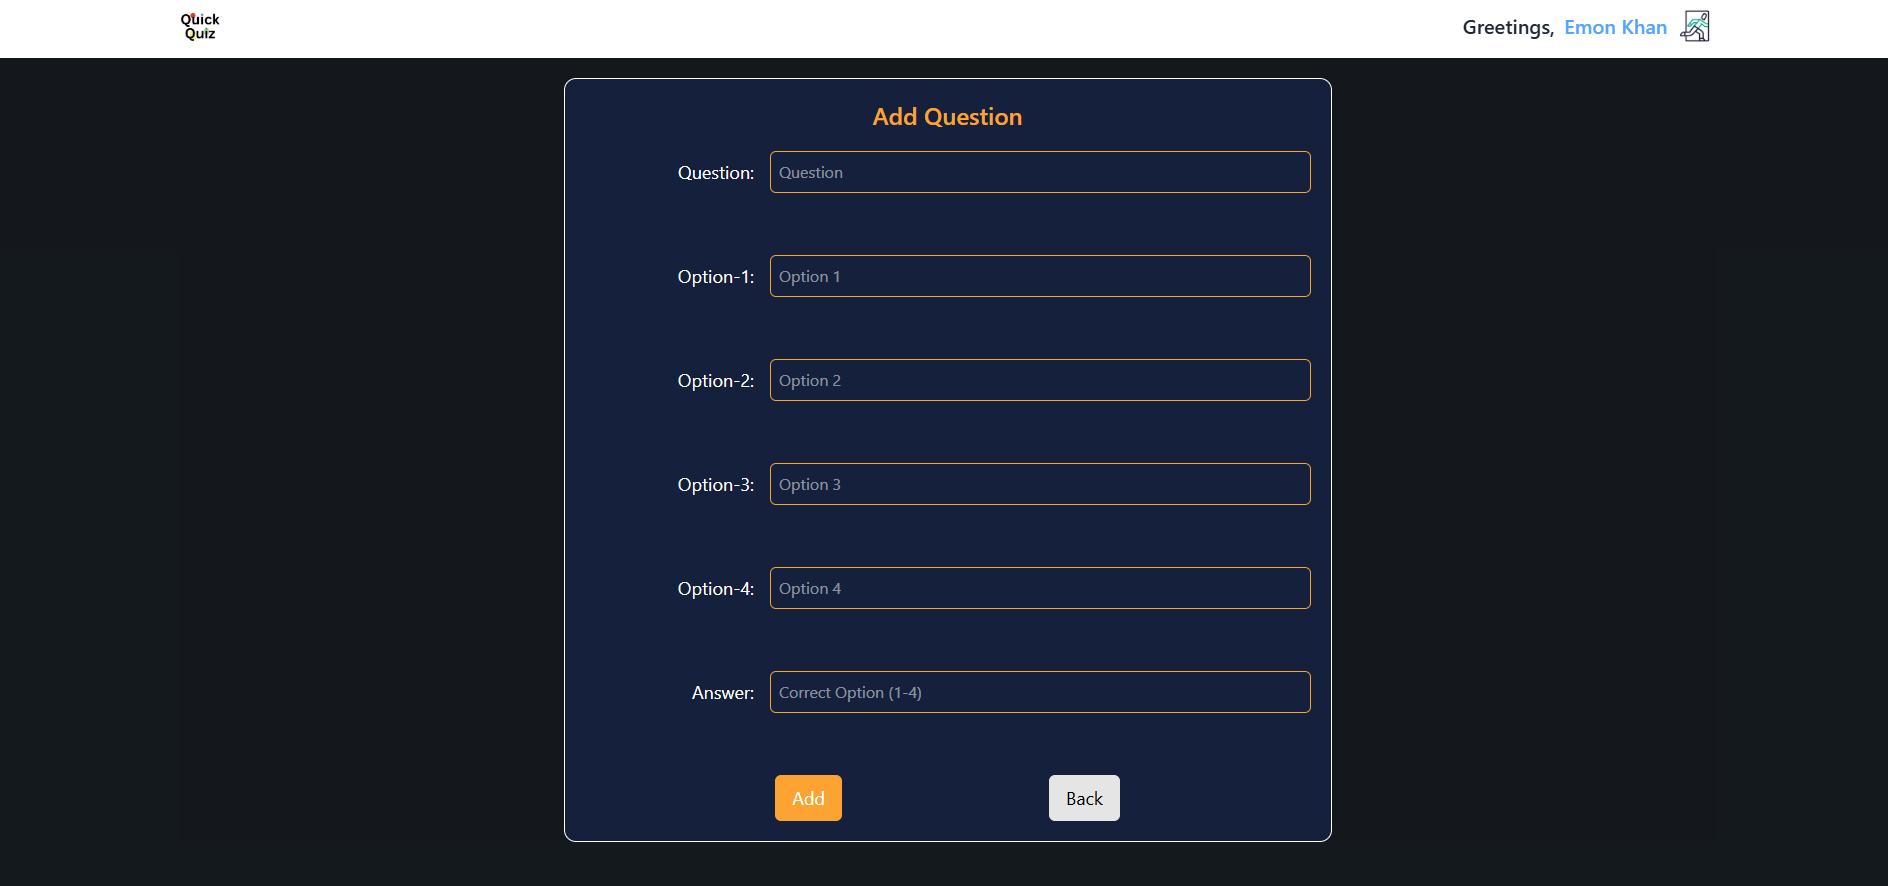 Quick
Quiz
Greetings, Emon Khan
Add Question
Question: Question
Option-1: Option 1
Option-2: Option 2
Option-3: Option 3
Option-4: Option 4
Answer: Correct Option (1-4)
Add Back